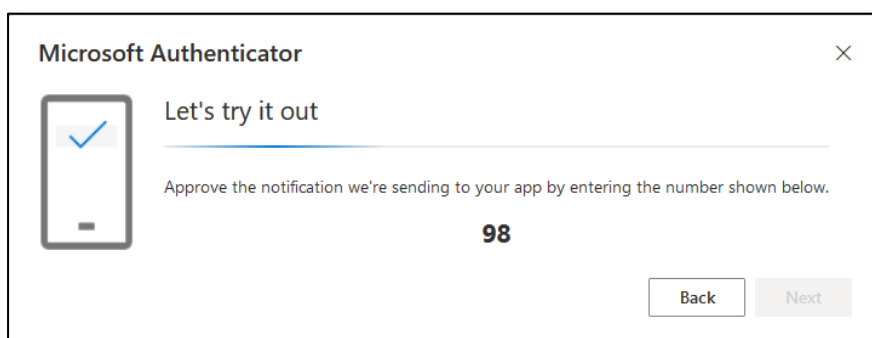 Microsoft Authenticator
Let's try it out
Approve the notification we're sending to your app by entering the number shown below.
98
Back
Next